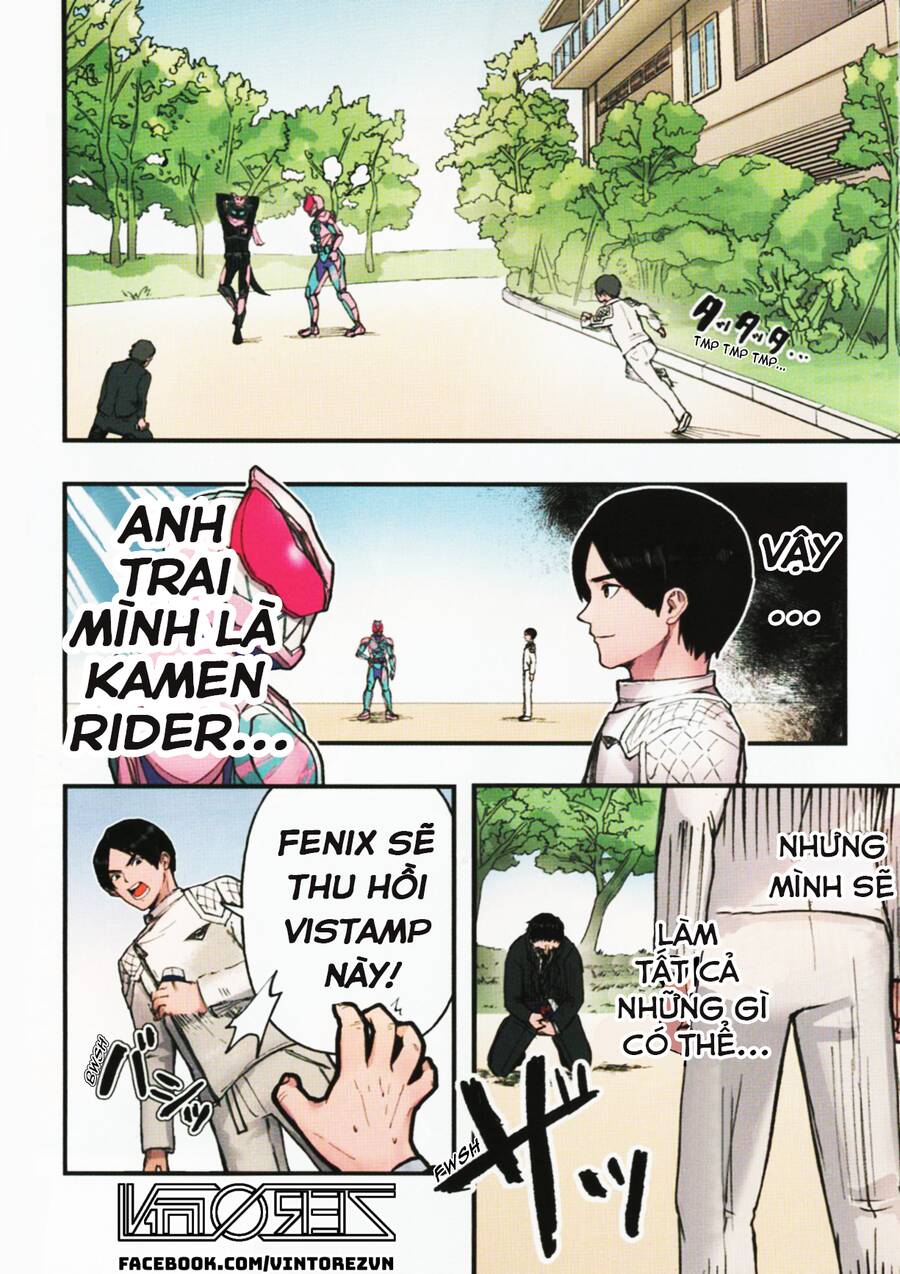 タッタッタッ...
TMP TMP TMP...
ANH
TRAI
MÌNH LÀ
KAMEN
RIDER...
VẬY
...
FENIX SẼ
THU HỒI
VISTAMP
NÀY!
BWSH
バシッ
NHƯNG
MÌNH SẼ
LÀM
TẤT CẢ
NHỮNG GÌ
CÓ THỂ...
FWSH
ザッ
FACEBOOK.COM/VINTOREZVN